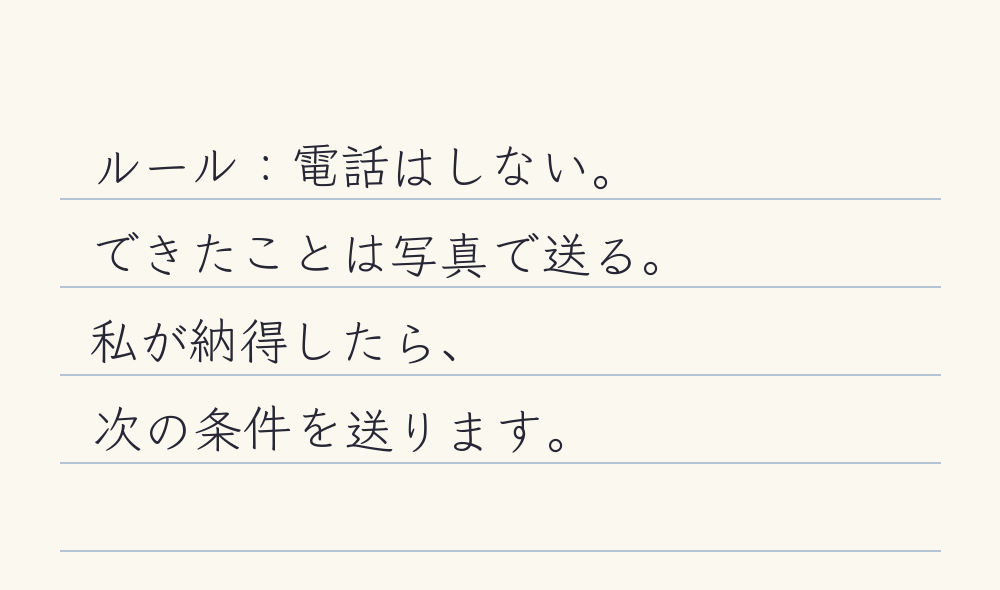 ルール：電話はしない。
できたことは写真で送る。
私が納得したら、
次の条件を送ります。